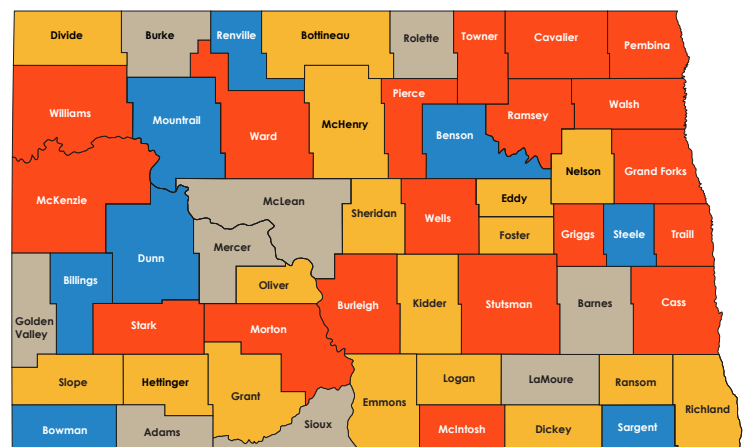 Divide
Burke
Renville
Bottineau
Rolette
Towner
Cavalier
Pembina
Williams
Mountrail
Ward
McHenry
Pierce
Benson
Ramsey
Walsh
Nelson
Grand Forks
McKenzie
McLean
Sheridan
Wells
Eddy
Foster
Griggs
Steele
Traill
Dunn
Mercer
Billings
Oliver
Golden
Valley
Stark
Morton
Burleigh
Kidder
Stutsman
Barnes
Cass
Slope
Hettinger
Grant
Emmons
Logan
LaMoure
Ransom
Richland
Bowman
Adams
Sioux
McIntosh
Dickey
Sargent